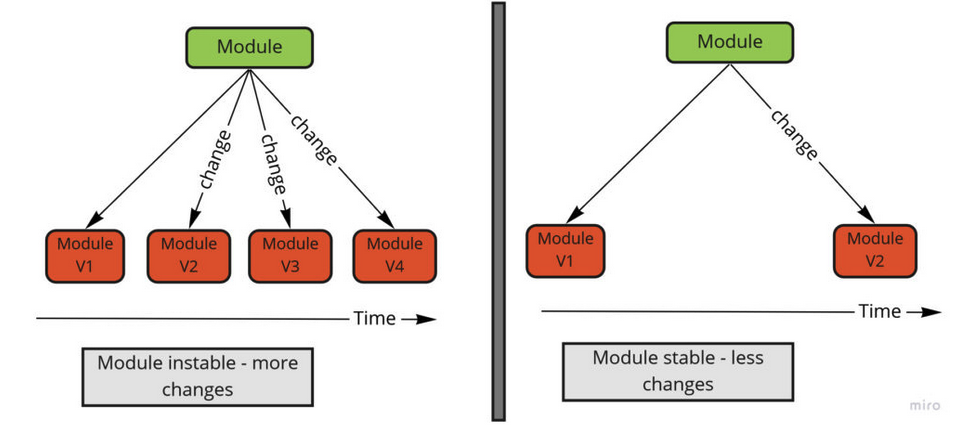 Module
change
change
change
Module
V1
Module
V2
Module
V3
Module
V4
Time
Module instable - more
changes
Module
change
Module
V1
Module
V2
Time
Module stable - less
changes
miro